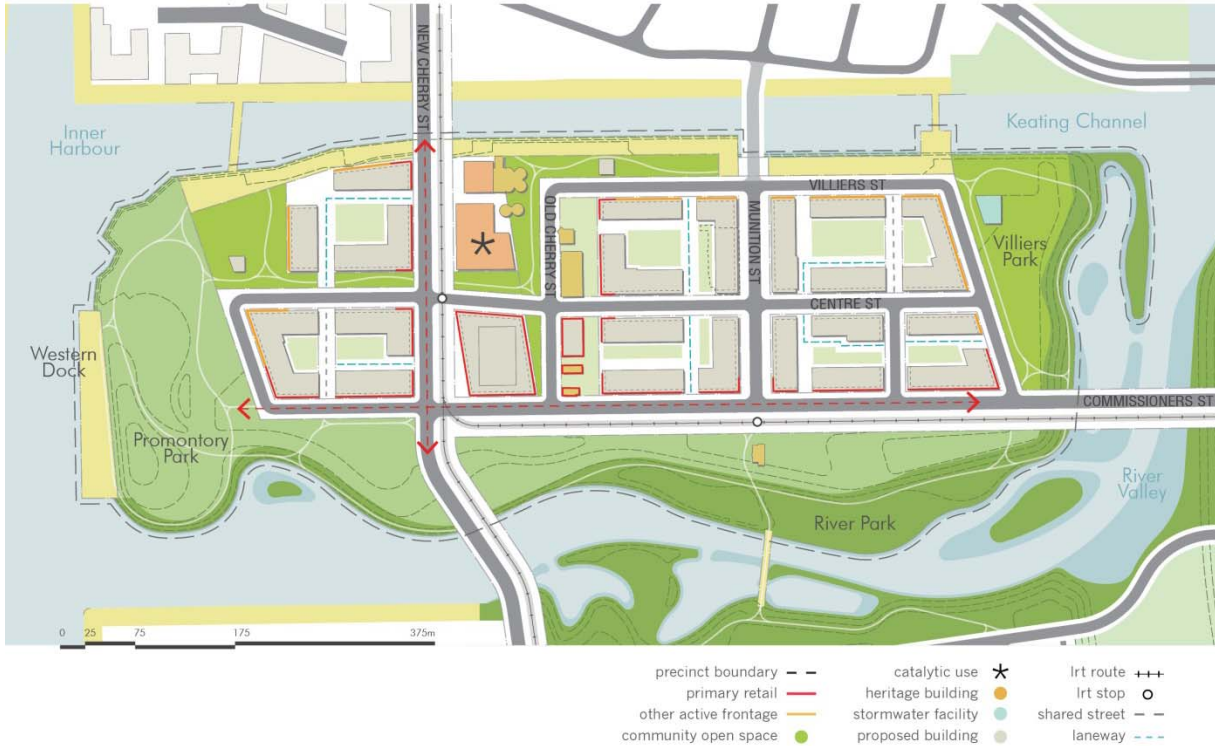 NEW CHERRY ST
Inner
Harbour
Keating Channel
VILLIERS ST
OLD CHERRY ST
MUNITION ST
Villiers
Park
CENTRE ST
Western
Dock
COMMISSIONERS ST
Promontory
Park
River
Valley
River Park
0 25 75 175 375m
precinct boundary
primary retail
other active frontage
community open space
catalytic use
heritage building
stormwater facility
proposed building
lrt route
lrt stop
shared street
laneway